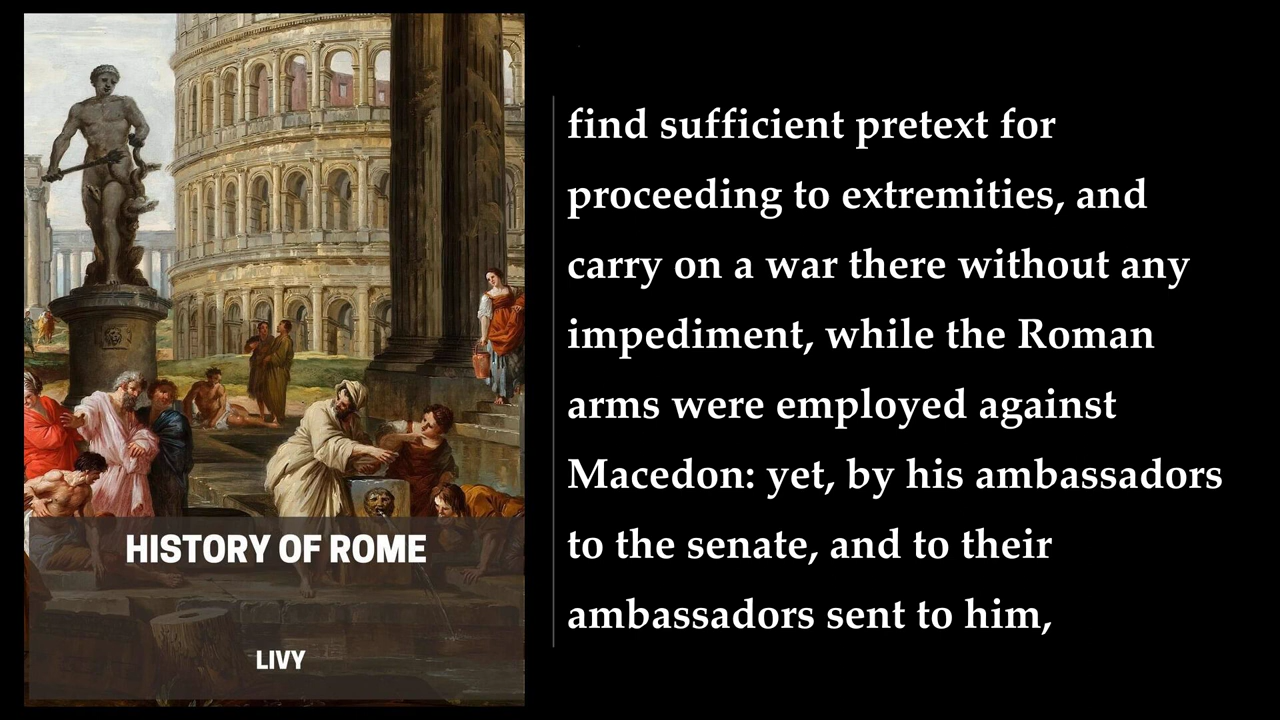 find sufficient pretext for
proceeding to extremities, and
carry on a war there without any
impediment, while the Roman
arms were employed against
Macedon: yet, by his ambassadors
to the senate, and to their
ambassadors sent to him,
HISTORY OF ROME
LIVY